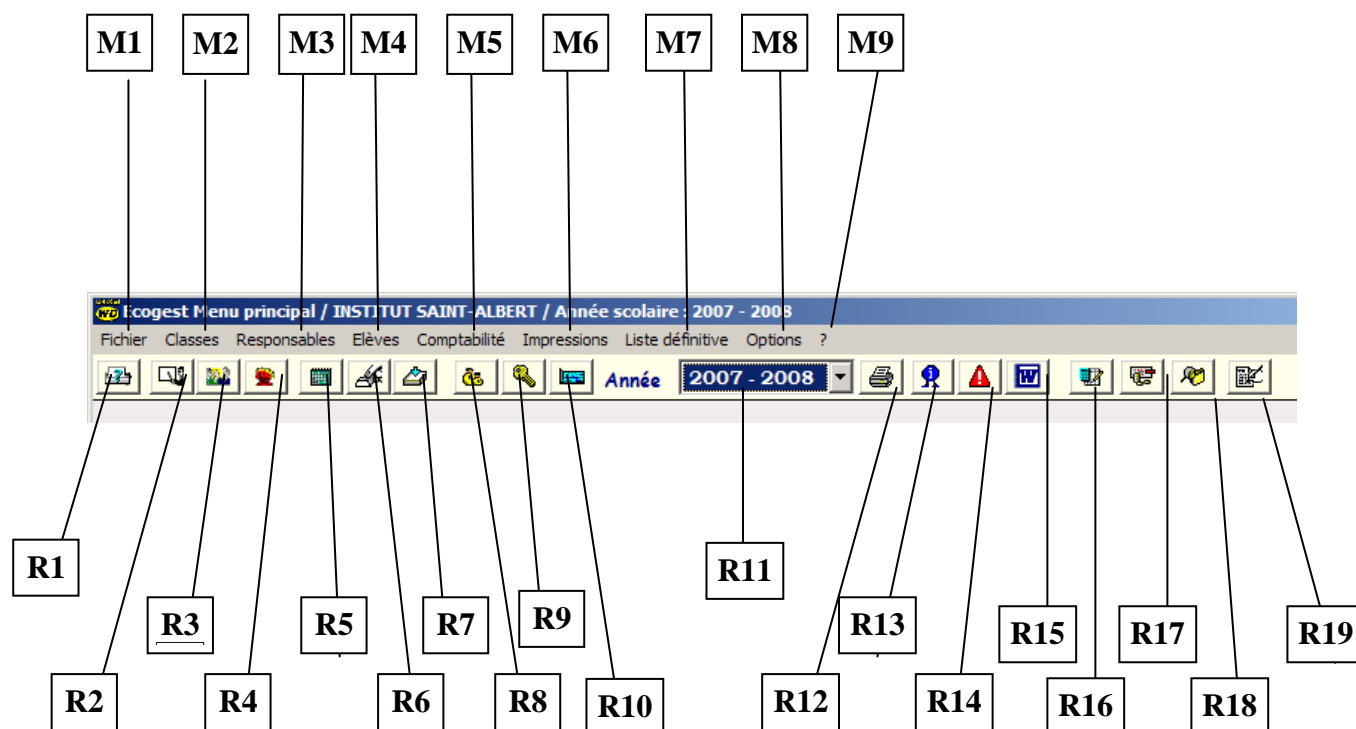 M1 M2 M3 M4 M5 M6 M7 M8 M9
Ecogest Menu principal / INSTITUT SAINT-ALBERT / Année scolaire : 2007 - 2008
Fichier Classes Responsables Elèves Comptabilité Impressions Liste définitive Options ?
Année 2007 - 2008 W
R1 R11
R3 R5 R7 R9 R13 R15 R17 R19
R2 R4 R6 R8 R10 R12 R14 R16 R18